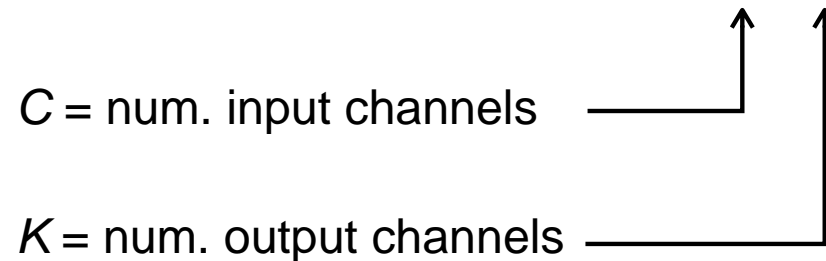 C = num. input channels
K = num. output channels